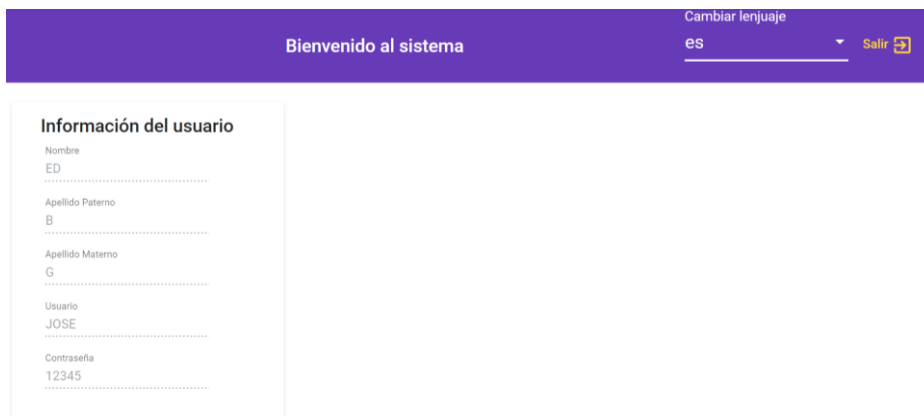 Cambiar lenjuaje
Bienvenido al sistema
es
Salir
Información del usuario
Nombre
ED
Apellido Paterno
B
Apellido Materno
G
Usuario
JOSE
Contraseña
12345